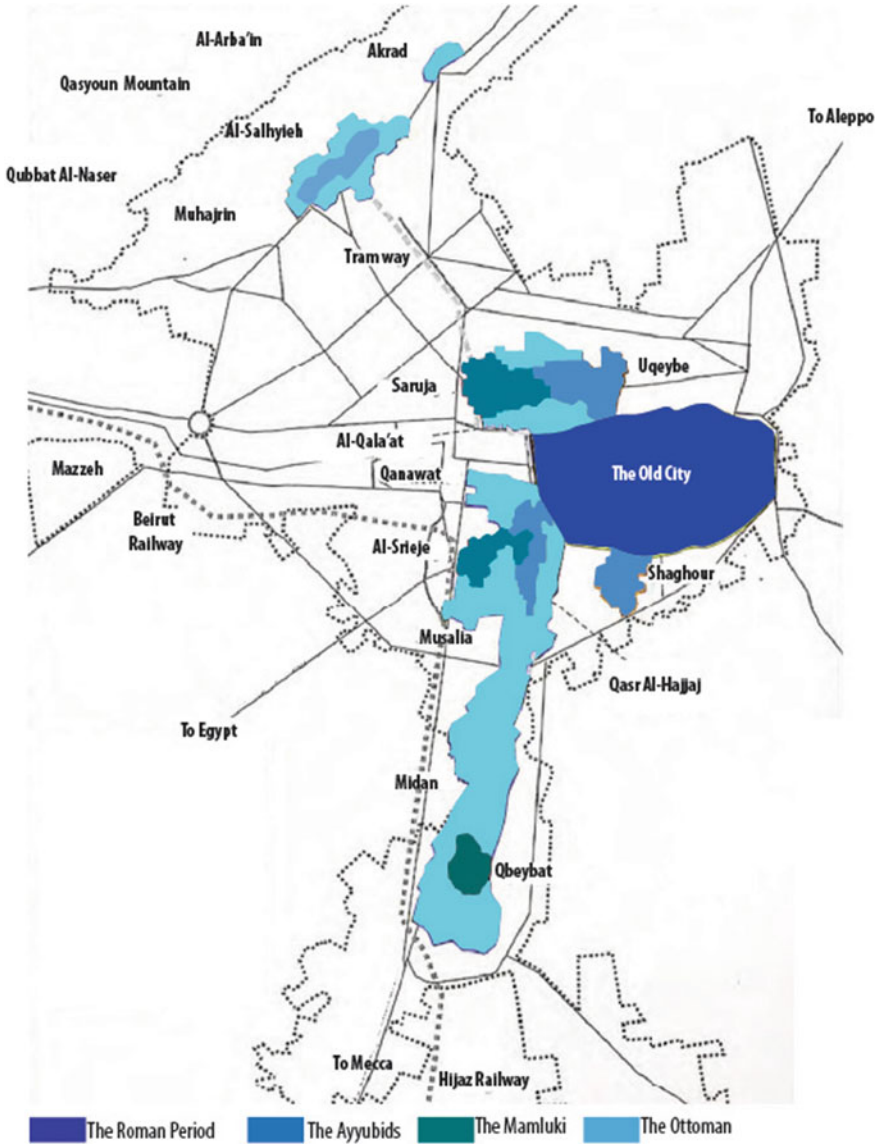 Al-Arba'in
Akrad
Qasyoun Mountain
To Aleppo
Al-Salhyieh
Qubbat Al-Naser
Muhajrin
Tram way
Uqeybe
Saruja
Al-Qala'at
Mazzeh
Qanawat
The Old City
Beirut
Railway
Al-Srieje
Shaghour
Musalia
Qasr Al-Hajjaj
To Egypt
Midan
Qbeybat
To Mecca
Hijaz Railway
The Roman Period
The Ayyubids
The Mamluki
The Ottoman